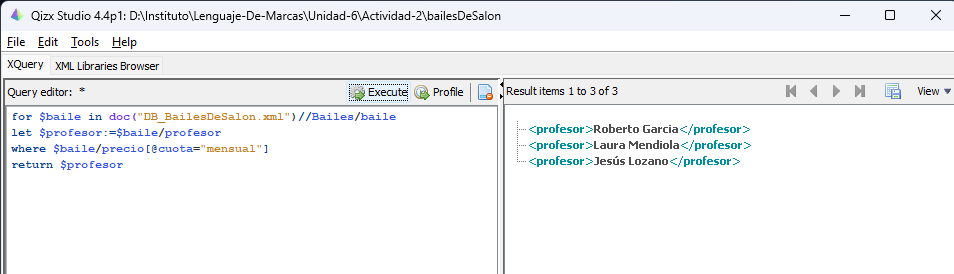 Qizx Studio 4.4p1: D:\Instituto\Lenguaje-De-Marcas\Unidad-6\Actividad-2\bailesDeSalon
File Edit Tools Help
XQuery XML Libraries Browser
Query editor: * Execute Profile
for $baile in doc("DB_BailesDeSalon.xml")//Bailes/baile
let $profesor:=$baile/profesor
where $baile/precio[@cuota="mensual"]
return $profesor
Result items 1 to 3 of 3 View
<profesor>Roberto Garcia</profesor>
<profesor>Laura Mendiola</profesor>
<profesor>Jesús Lozano</profesor>